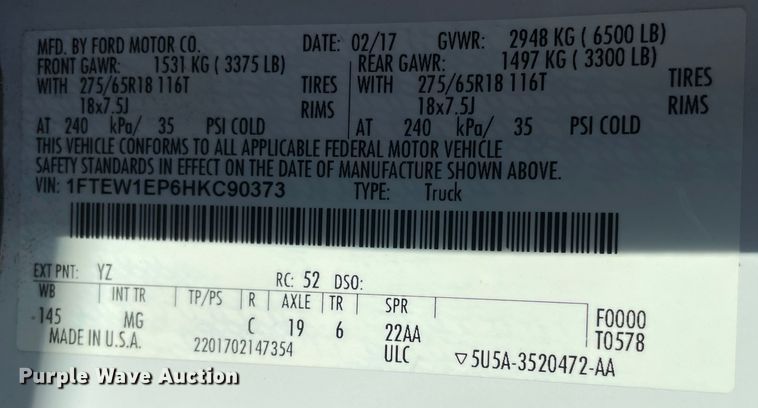 MFD. BY FORD MOTOR CO. DATE: 02/17 GVWR: 2948 KG ( 6500 LB)
FRONT GAWR: 1531 KG ( 3375 LB) REAR GAWR: 1497 KG ( 3300 LB)
WITH 275/65R18 116T TIRES WITH 275/65R18 116T TIRES
18x7.5J RIMS 18x7.5J RIMS
AT 240 kPa/ 35 PSI COLD AT 240 kPa/ 35 PSI COLD
THIS VEHICLE CONFORMS TO ALL APPLICABLE FEDERAL MOTOR VEHICLE
SAFETY STANDARDS IN EFFECT ON THE DATE OF MANUFACTURE SHOWN ABOVE.
VIN: 1FTEW1EP6HKC90373 TYPE: Truck
EXT PNT: YZ RC: 52 DSO:
WB INT TR TP/PS R AXLE TR SPR F0000
-145 MG C 19 6 22AA T0578
MADE IN U.S.A. 2201702147354 ULC ▽5U5A-3520472-AA
Purple Wave Auction